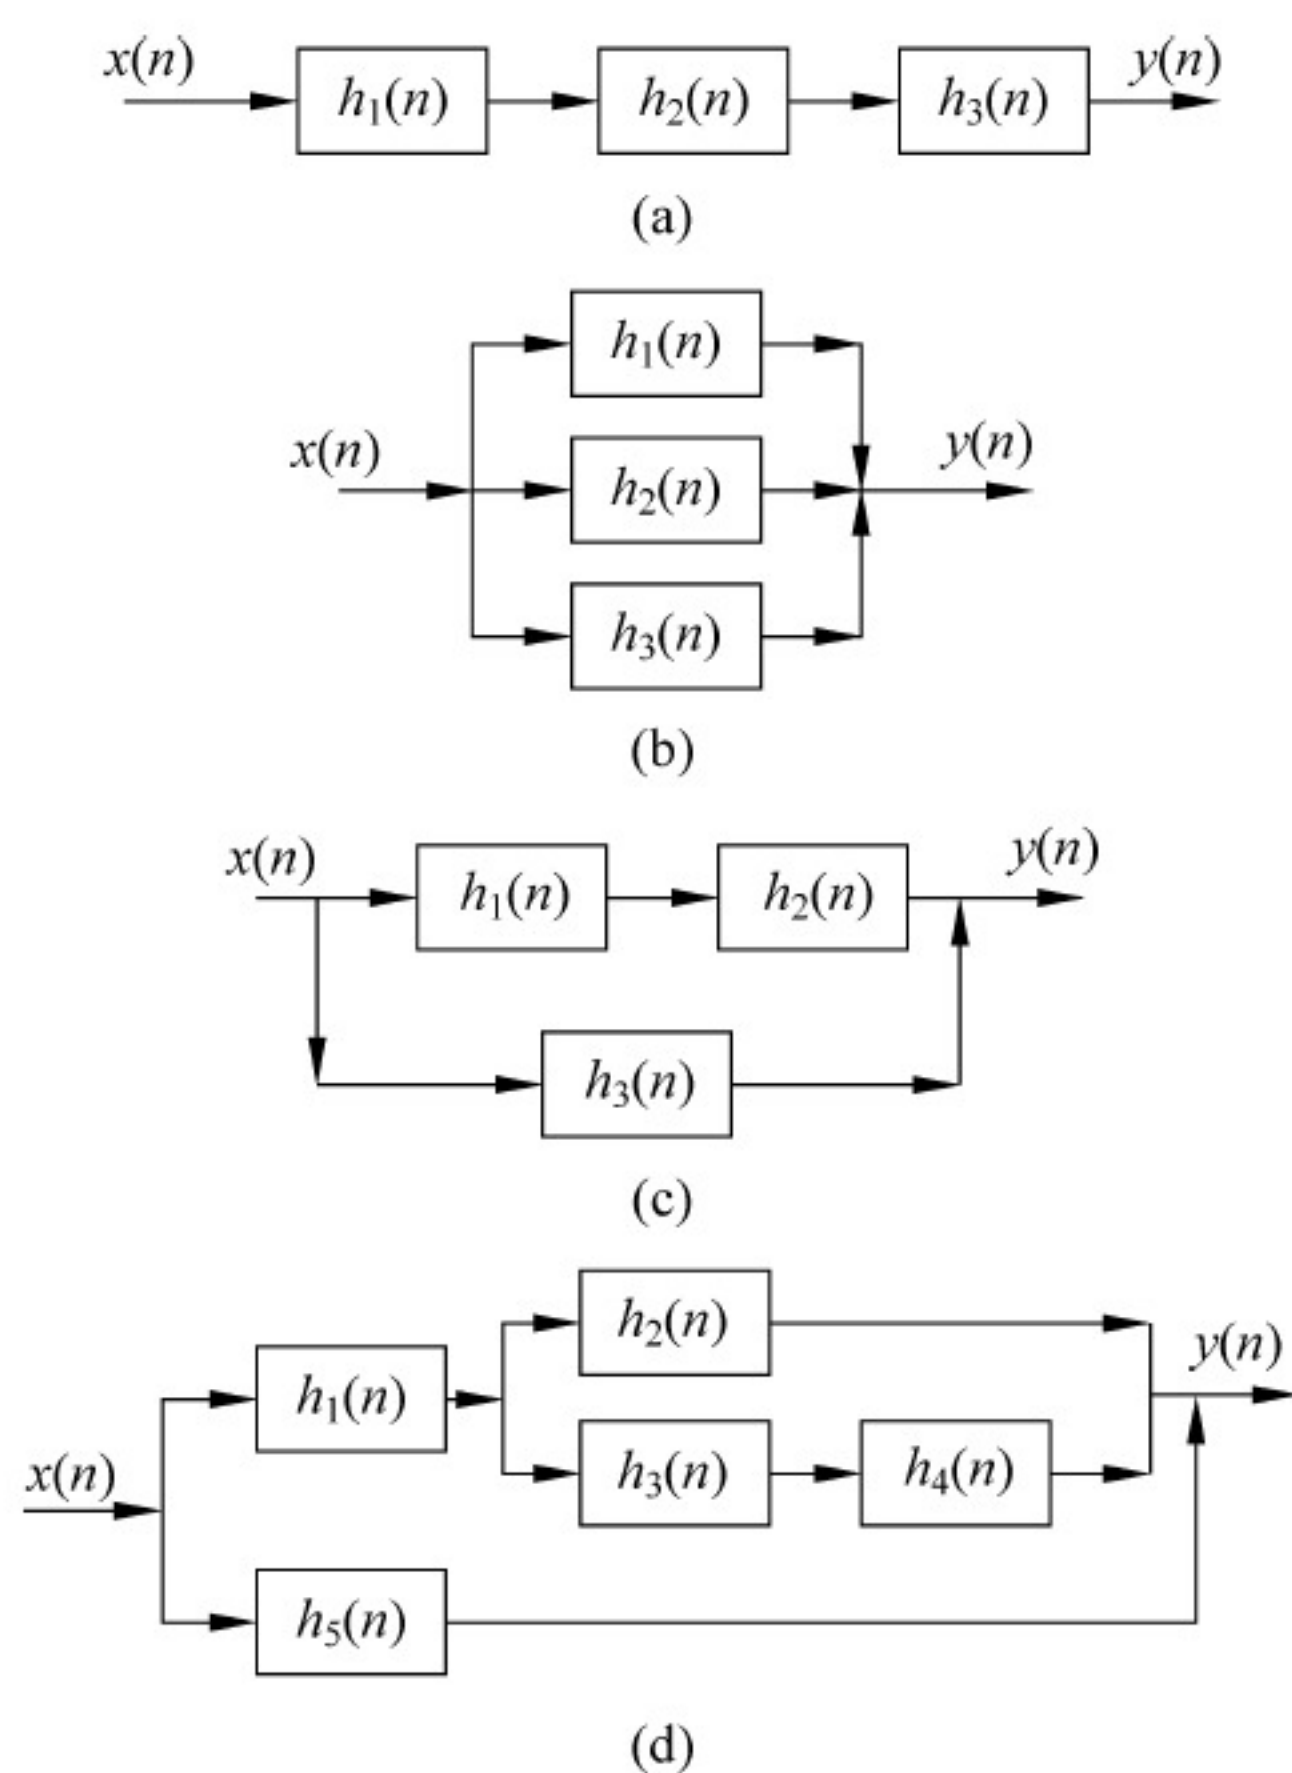 x(n) h₁(n) h₂(n) h₃(n) y(n)
(a)
h₁(n)
x(n) h₂(n) y(n)
h₃(n)
(b)
x(n) h₁(n) h₂(n) y(n)
h₃(n)
(c)
h₂(n)
h₁(n) y(n)
x(n) h₃(n) h₄(n)
h₅(n)
(d)